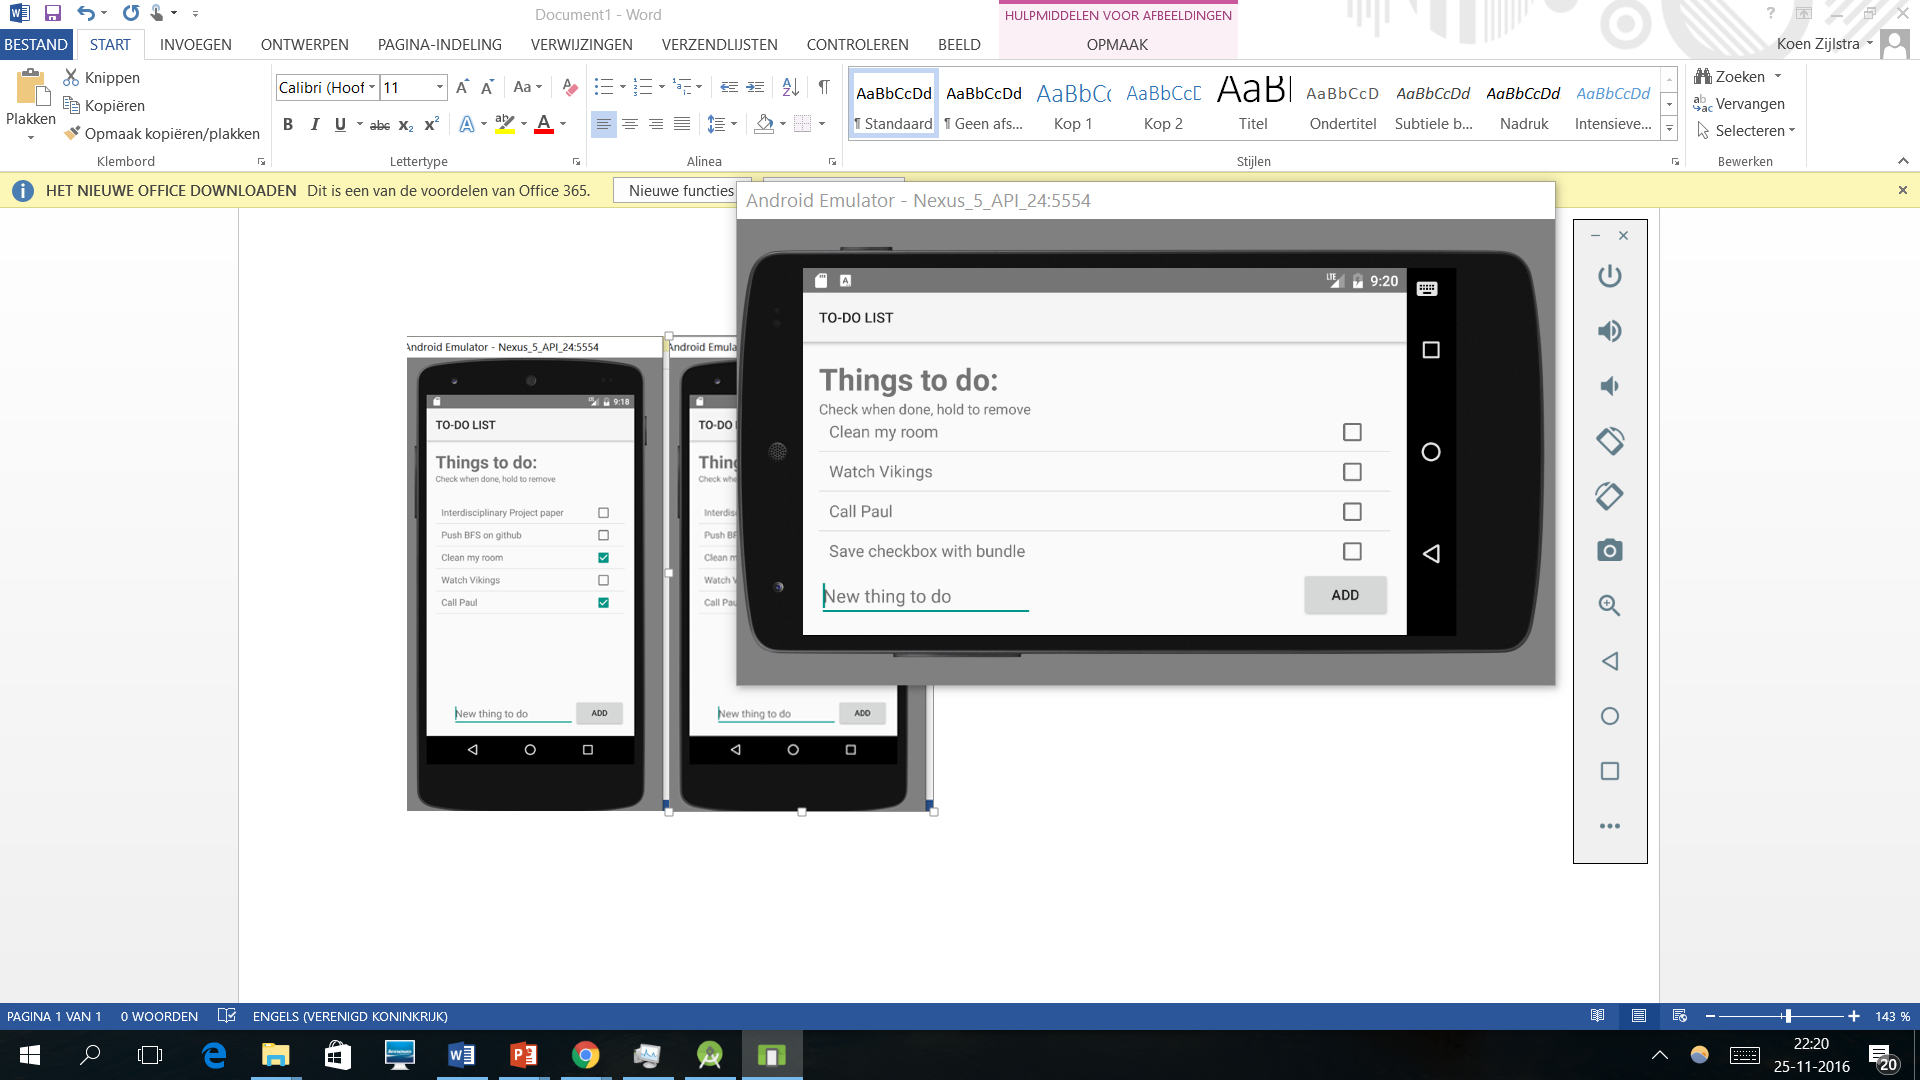 Document1 - Word
HULPMIDDELEN VOOR AFBEELDINGEN
BESTAND
START
INVOEGEN
ONTWERPEN
PAGINA-INDELING
VERWIJZINGEN
VERZENDLIJSTEN
CONTROLEREN
BEELD
OPMAAK
Koen Zijlstra
Plakken
Knippen
Kopiëren
Opmaak kopiëren/plakken
Klembord
Calibri (Hoof
11
Aa
B I U abc x₂ x² A ab A
Lettertype
Alinea
AaBbCcDd
¶ Standaard
AaBbCcDd
¶ Geen afs...
AaBbC
Kop 1
AaBbCcD
Kop 2
AaB
Titel
AaBbCcD
Ondertitel
AaBbCcDd
Subtiele b...
AaBbCcDd
Nadruk
AaBbCcDd
Intensieve...
Stijlen
Zoeken
Vervangen
Selecteren
Bewerken
HET NIEUWE OFFICE DOWNLOADEN Dit is een van de voordelen van Office 365.
Nieuwe functies
Android Emulator - Nexus_5_API_24:5554
LTE
9:20
TO-DO LIST
Things to do:
Check when done, hold to remove
Clean my room
Watch Vikings
Call Paul
Save checkbox with bundle
New thing to do
ADD
Android Emulator - Nexus_5_API_24:5554
9:18
TO-DO LIST
Things to do:
Check when done, hold to remove
Interdisciplinary Project paper
Push BFS on github
Clean my room
Watch Vikings
Call Paul
New thing to do
ADD
Android Emula
TO-DO
Thing
Check whe
Interdis
Push BF
Clean m
Watch V
Call Pau
New thing to do
ADD
PAGINA 1 VAN 1
0 WOORDEN
ENGELS (VERENIGD KONINKRIJK)
143 %
22:20
25-11-2016
20